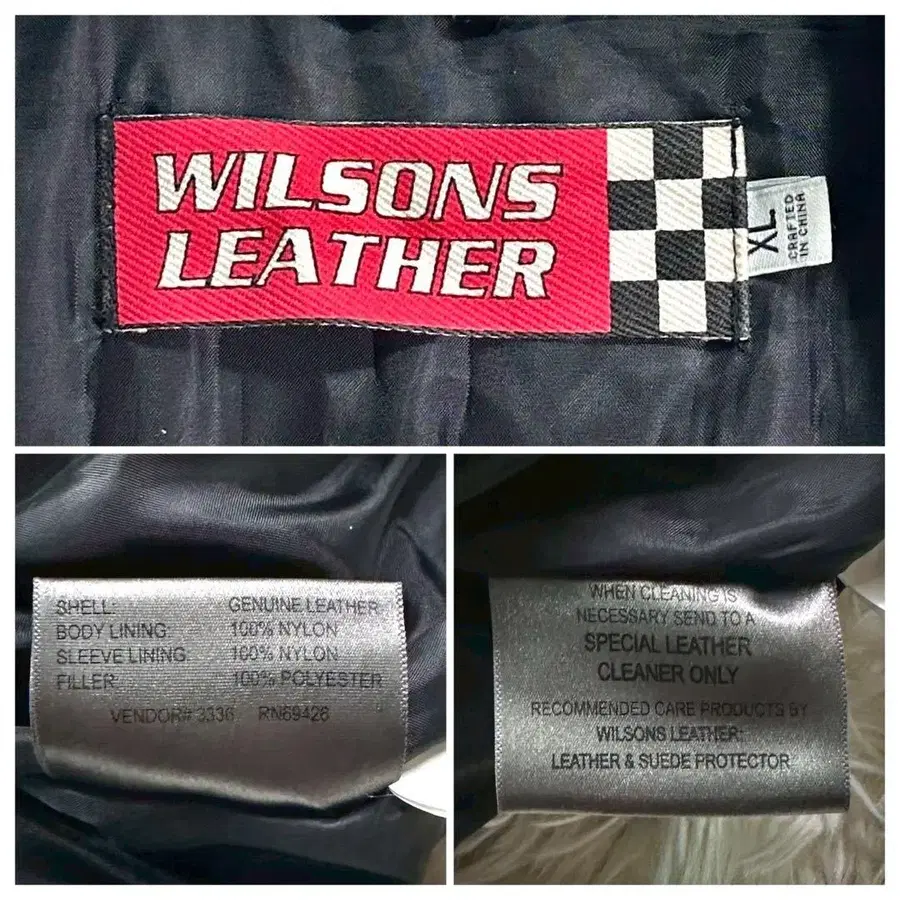 WILSONS
LEATHER
XL
CRAFTED
IN CHINA
SHELL: GENUINE LEATHER
BODY LINING: 100% NYLON
SLEEVE LINING: 100% NYLON
FILLER: 100% POLYESTER
VENDOR# 3336 RN69426
WHEN CLEANING IS
NECESSARY SEND TO A
SPECIAL LEATHER
CLEANER ONLY
RECOMMENDED CARE PRODUCTS BY
WILSONS LEATHER:
LEATHER & SUEDE PROTECTOR